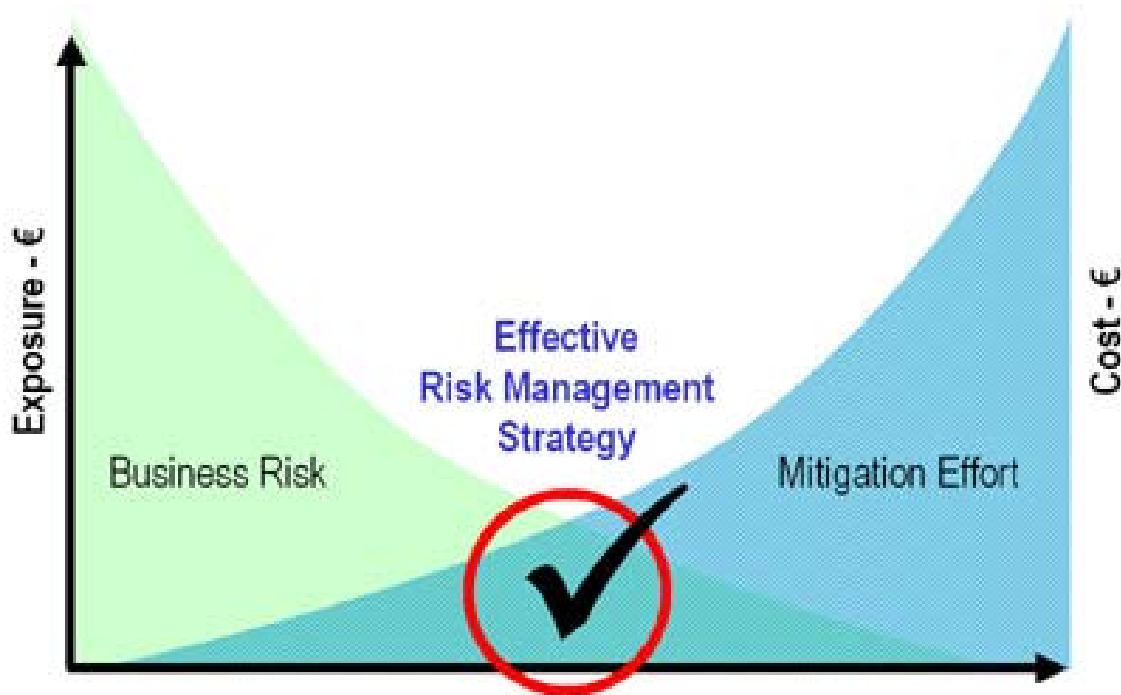 Exposure - €
Effective
Risk Management
Strategy
Business Risk
Mitigation Effort
Cost - €